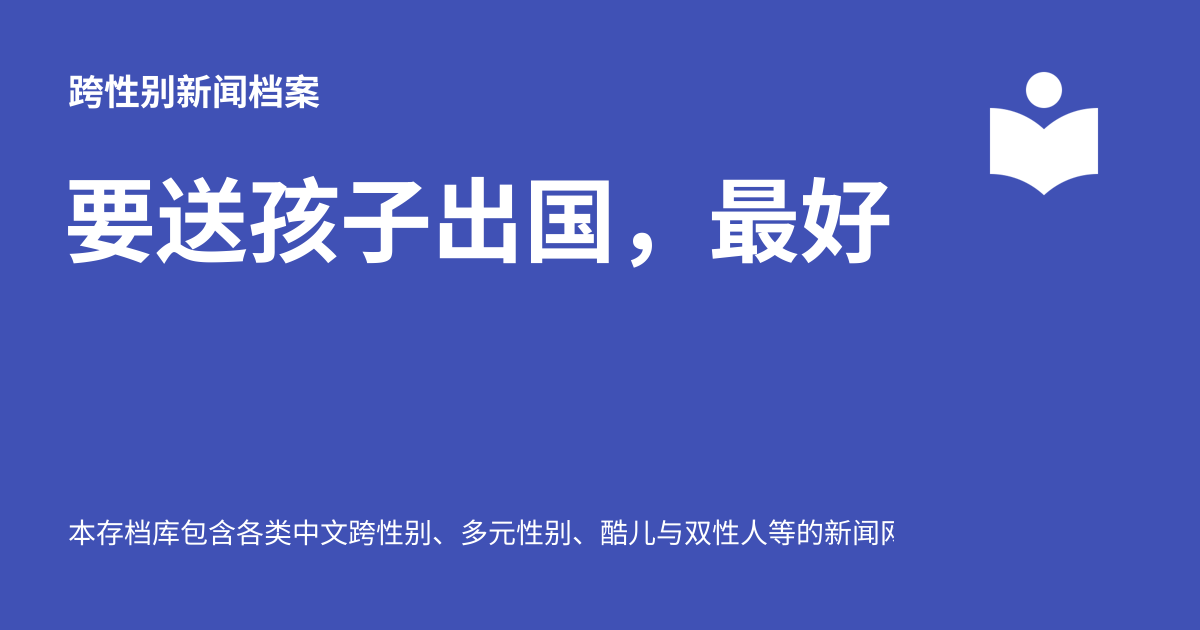 跨性别新闻档案
要送孩子出国，最好
本存档库包含各类中文跨性别、多元性别、酷儿与双性人等的新闻